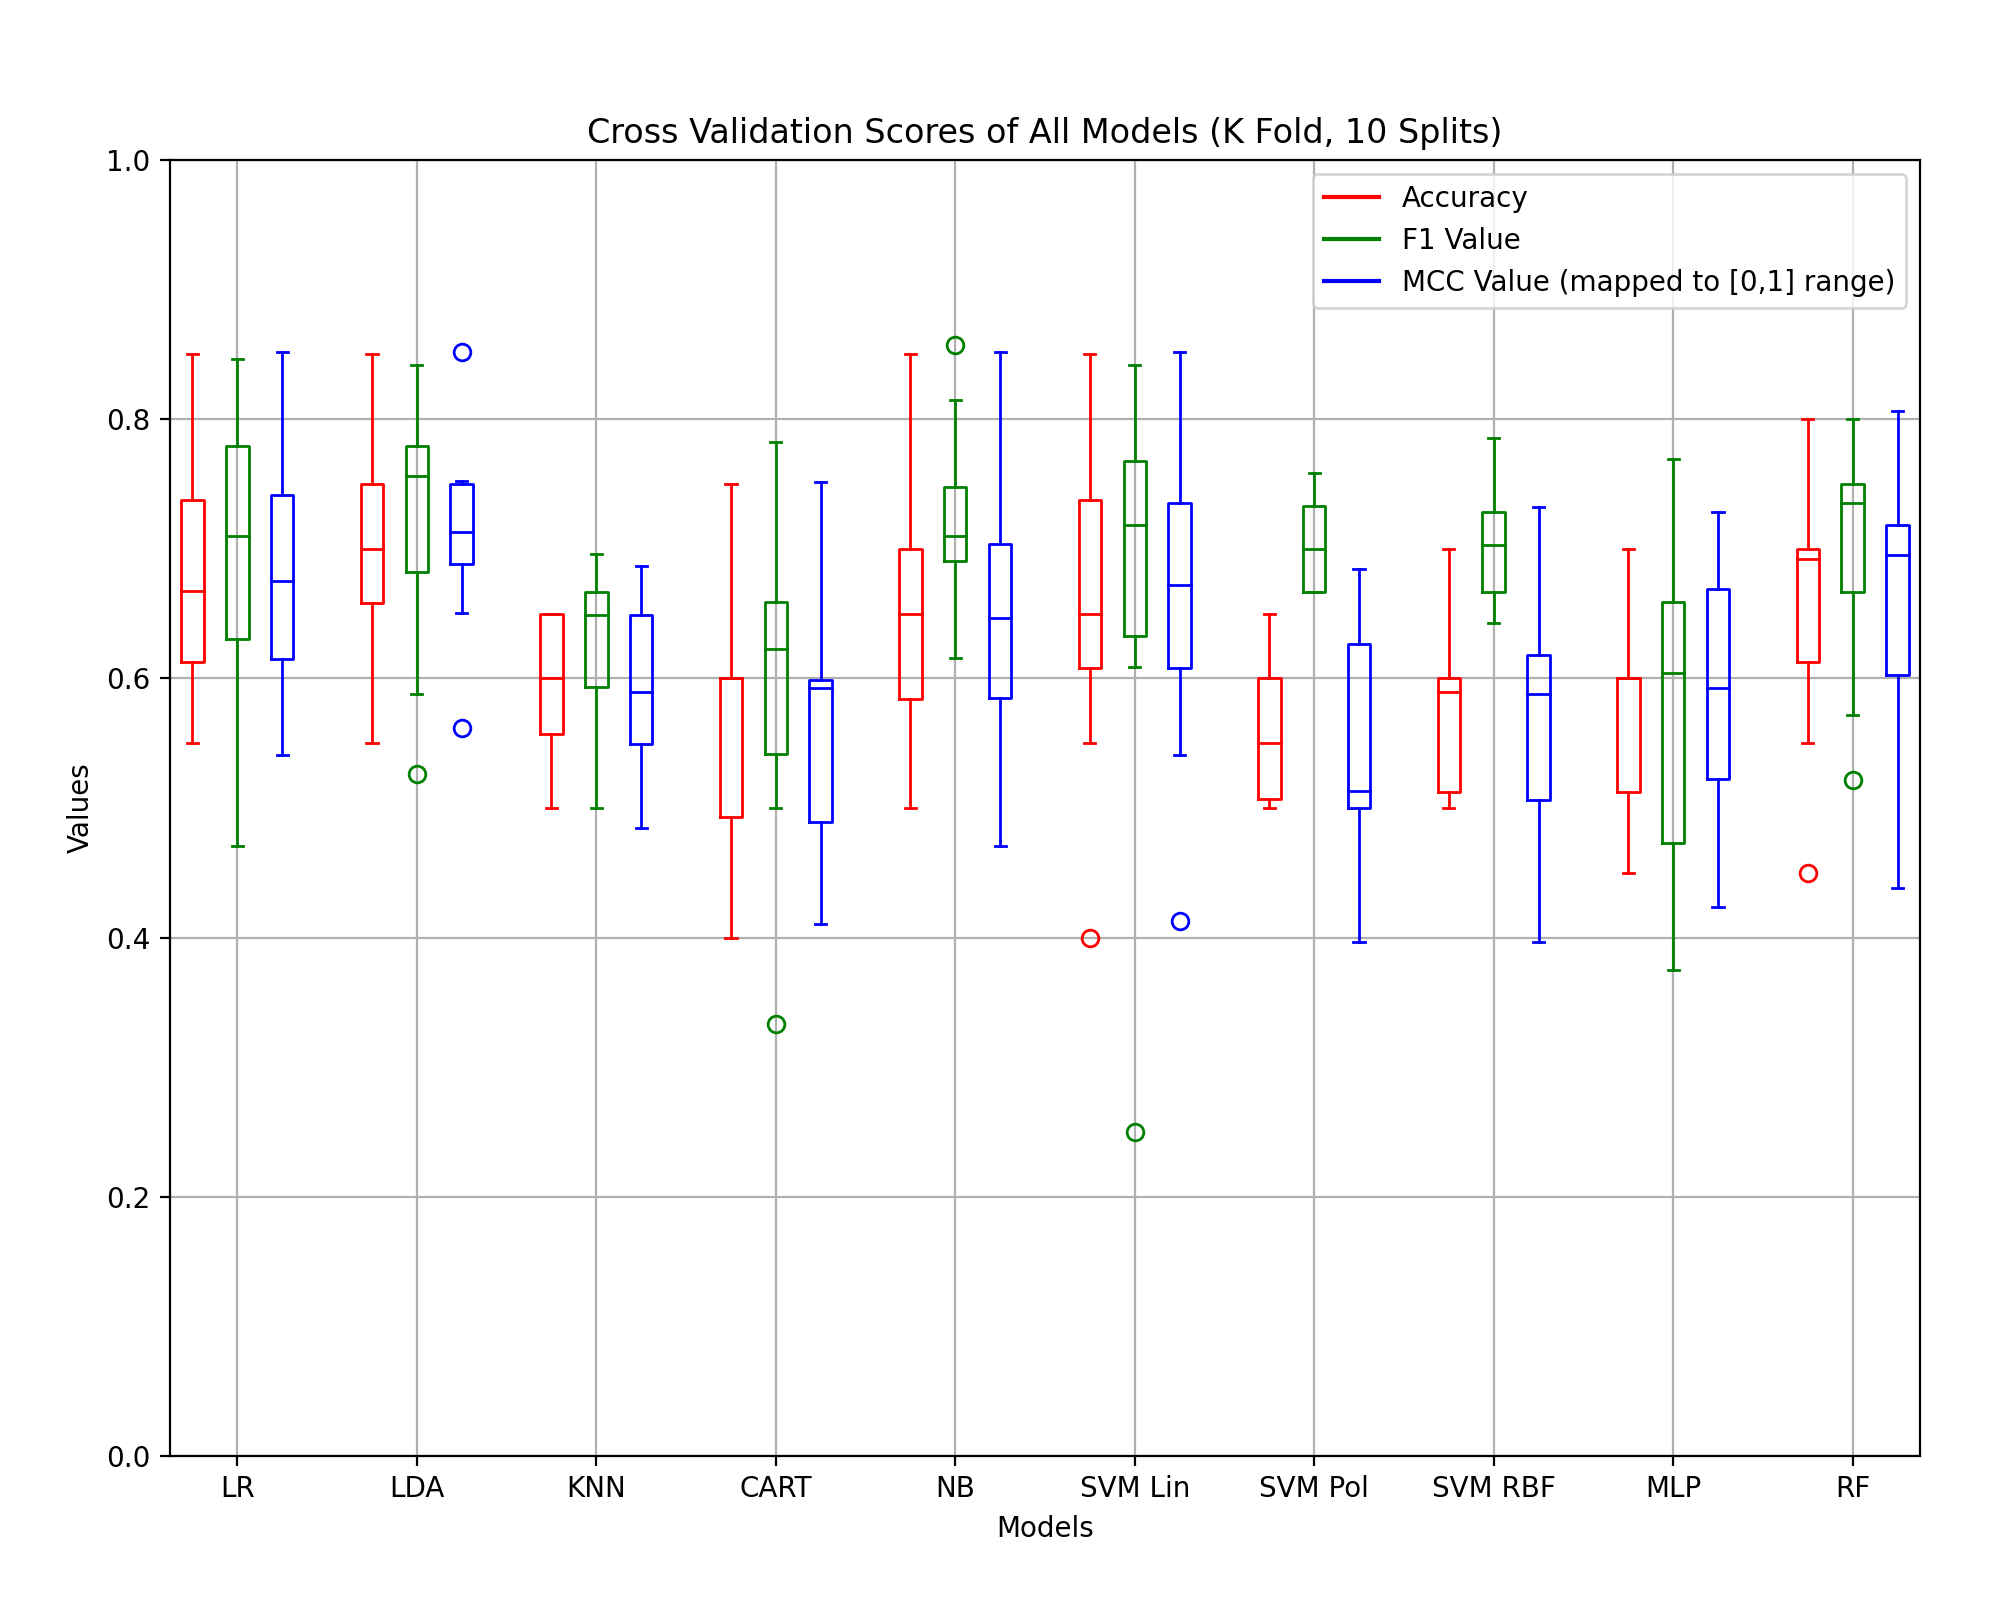 Cross Validation Scores of All Models (K Fold, 10 Splits)
1.0
0.8
0.6
0.4
0.2
0.0
Values
Accuracy
F1 Value
MCC Value (mapped to [0,1] range)
LR LDA KNN CART NB SVM Lin SVM Pol SVM RBF MLP RF
Models